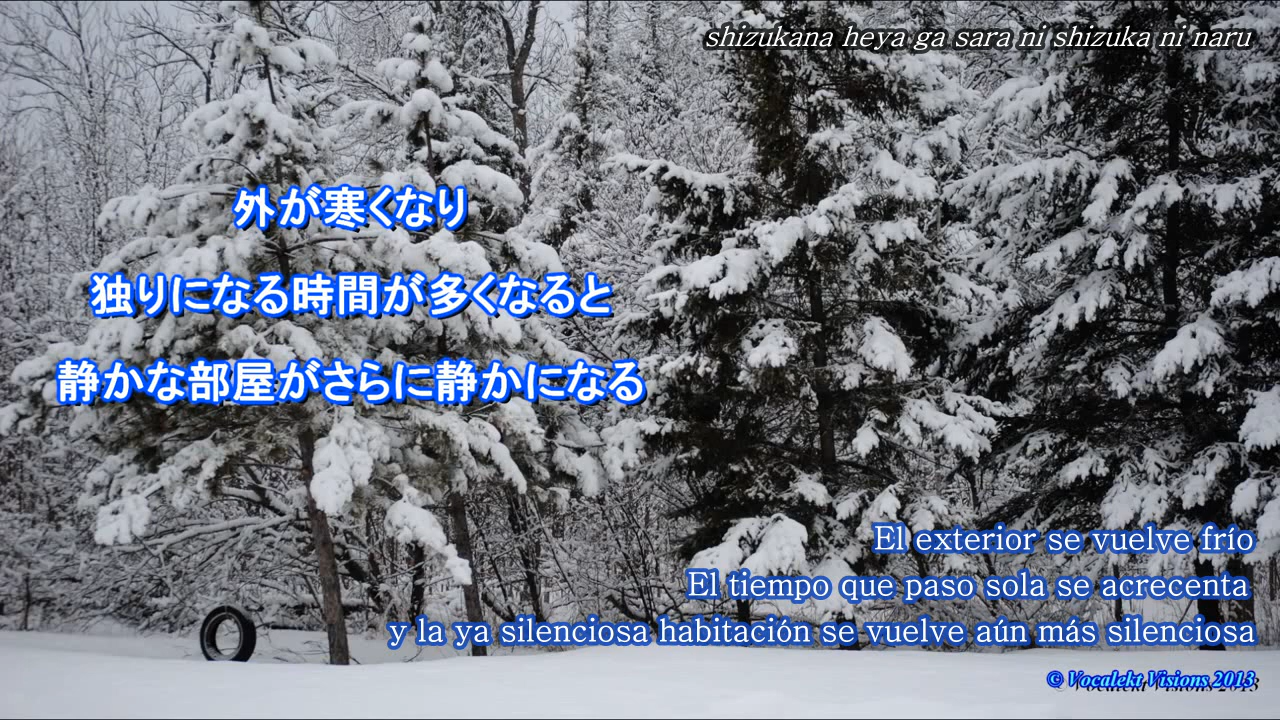 shizukana heya ga sara ni shizuka ni naru
外が寒くなり
独りになる時間が多くなると
静かな部屋がさらに静かになる
El exterior se vuelve frío
El tiempo que paso sola se acrecenta
y la ya silenciosa habitación se vuelve aún más silenciosa
© Vocalekt Visions 2013